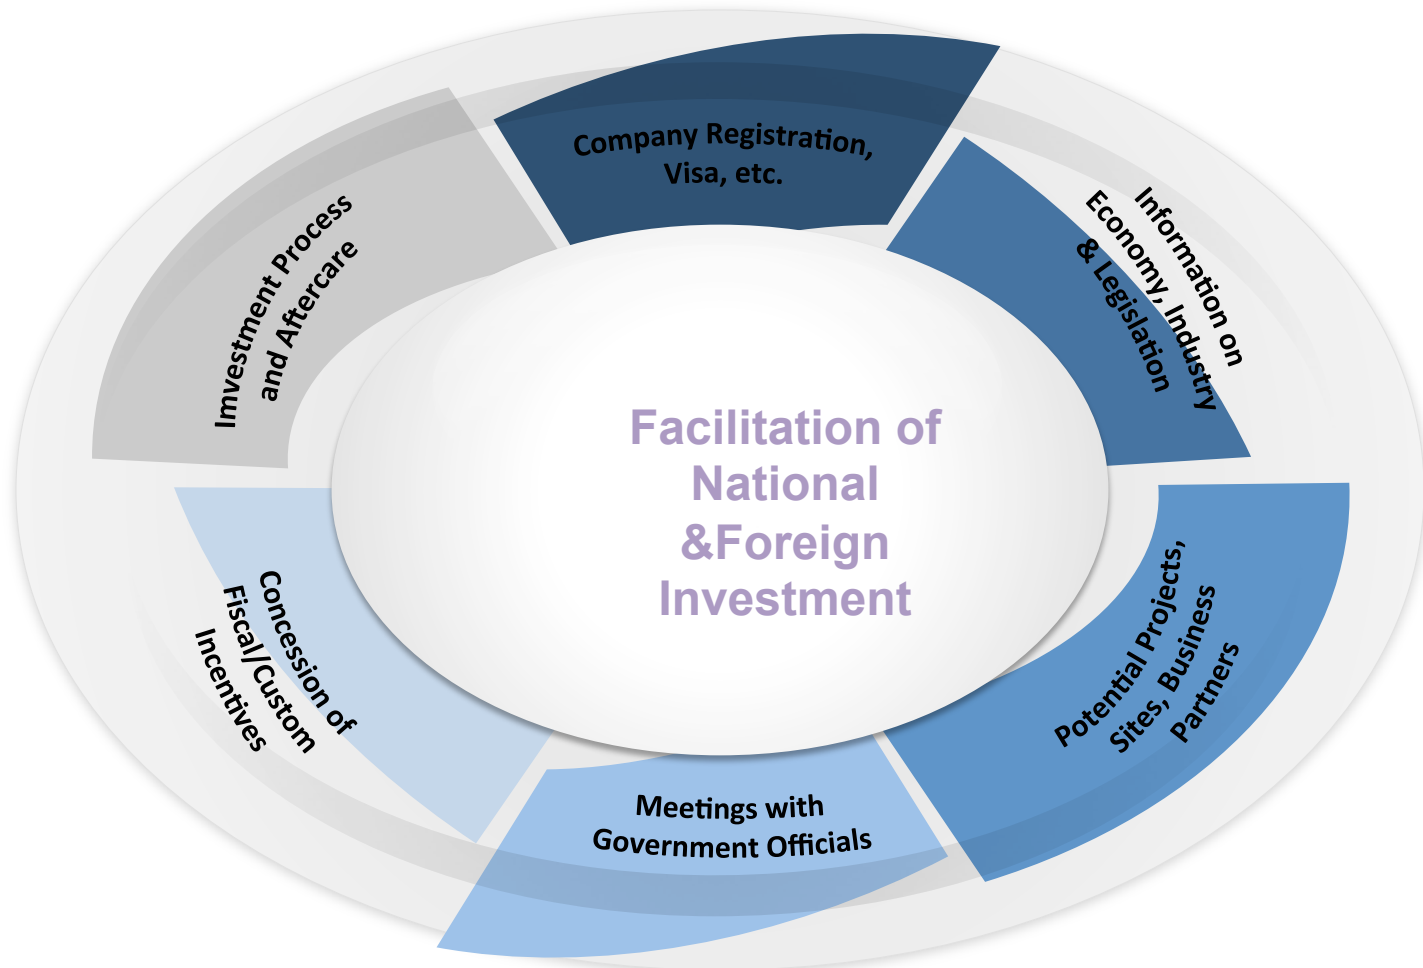 Company Registration,
Visa, etc.
Information on
Economy, Industry
& Legislation
Potential Projects,
Sites, Business
Partners
Meetings with
Government Officials
Concession of
Fiscal/Custom
Incentives
Imvestment Process
and Aftercare
Facilitation of
National
&Foreign
Investment